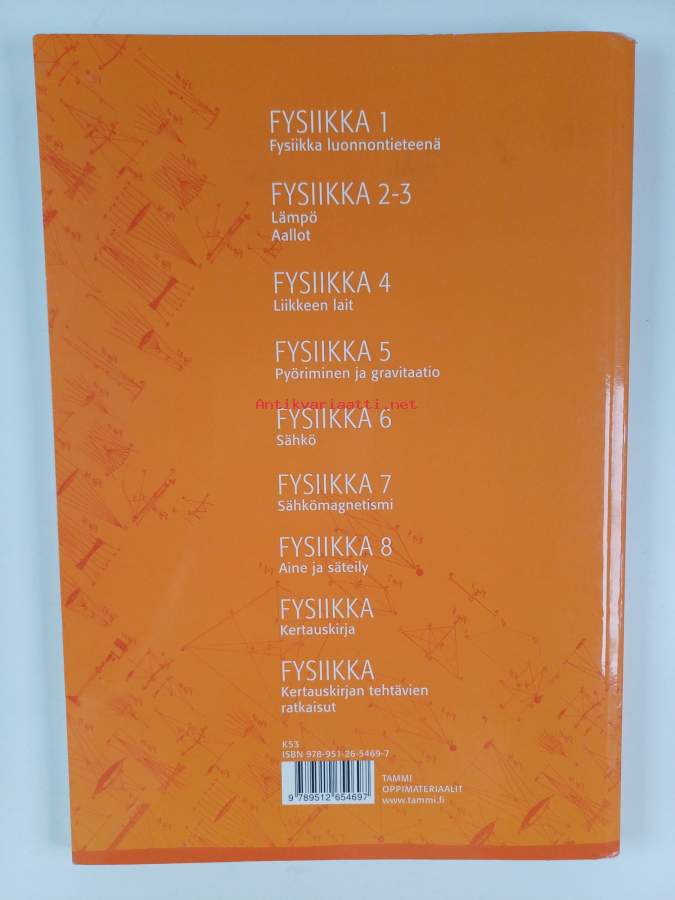 FYSIIKKA 1
Fysiikka luonnontieteenä
FYSIIKKA 2-3
Lämpö
Aallot
FYSIIKKA 4
Liikkeen lait
FYSIIKKA 5
Pyöriminen ja gravitaatio
Antikvariaatti.net
FYSIIKKA 6
Sähkö
FYSIIKKA 7
Sähkömagnetismi
FYSIIKKA 8
Aine ja säteily
FYSIIKKA
Kertauskirja
FYSIIKKA
Kertauskirjan tehtävien
ratkaisut
K53
ISBN 978-951-26-5469-7
9 789512 654697
TAMMI
OPPIMATERIAALIT
www.tammi.fi